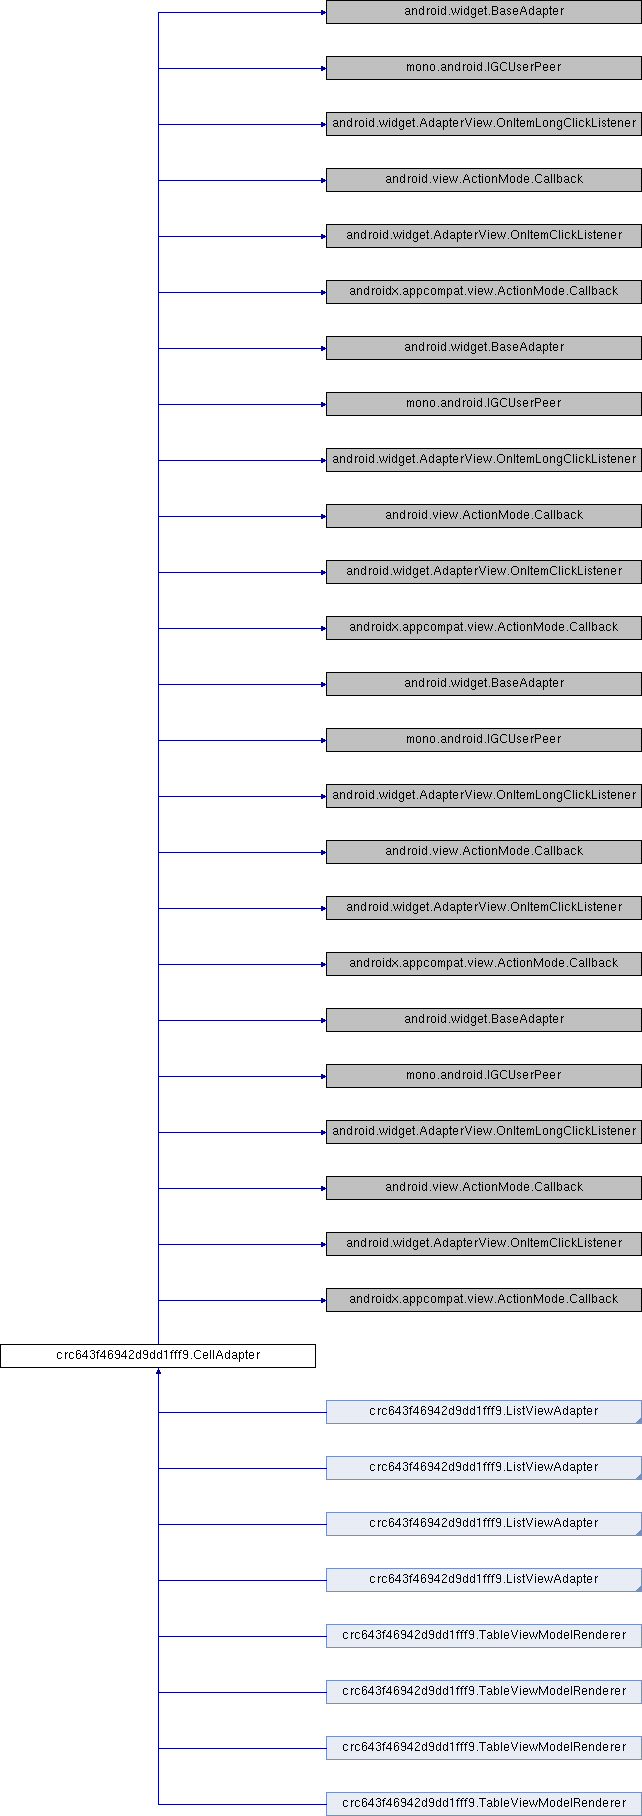 android.widget.BaseAdapter
mono.android.IGCUserPeer
android.widget.AdapterView.OnItemLongClickListener
android.view.ActionMode.Callback
android.widget.AdapterView.OnItemClickListener
androidx.appcompat.view.ActionMode.Callback
android.widget.BaseAdapter
mono.android.IGCUserPeer
android.widget.AdapterView.OnItemLongClickListener
android.view.ActionMode.Callback
android.widget.AdapterView.OnItemClickListener
androidx.appcompat.view.ActionMode.Callback
android.widget.BaseAdapter
mono.android.IGCUserPeer
android.widget.AdapterView.OnItemLongClickListener
android.view.ActionMode.Callback
android.widget.AdapterView.OnItemClickListener
androidx.appcompat.view.ActionMode.Callback
android.widget.BaseAdapter
mono.android.IGCUserPeer
android.widget.AdapterView.OnItemLongClickListener
android.view.ActionMode.Callback
android.widget.AdapterView.OnItemClickListener
androidx.appcompat.view.ActionMode.Callback
crc643f46942d9dd1fff9.CellAdapter
crc643f46942d9dd1fff9.ListViewAdapter
crc643f46942d9dd1fff9.ListViewAdapter
crc643f46942d9dd1fff9.ListViewAdapter
crc643f46942d9dd1fff9.ListViewAdapter
crc643f46942d9dd1fff9.TableViewModelRenderer
crc643f46942d9dd1fff9.TableViewModelRenderer
crc643f46942d9dd1fff9.TableViewModelRenderer
crc643f46942d9dd1fff9.TableViewModelRenderer